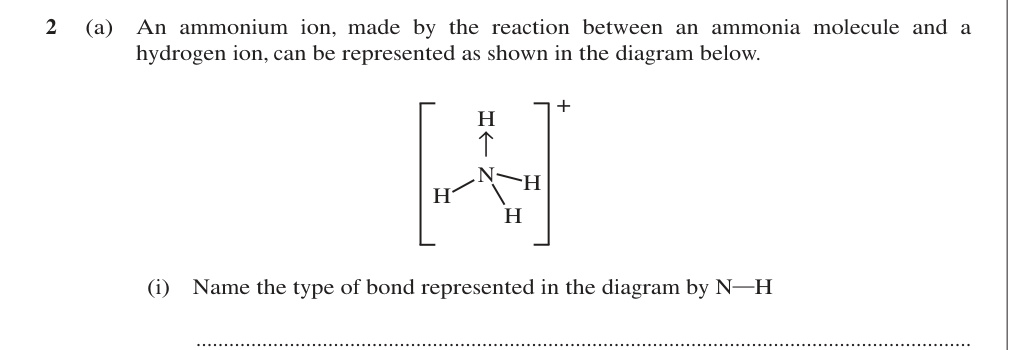 2 (a) An ammonium ion, made by the reaction between an ammonia molecule and a
hydrogen ion, can be represented as shown in the diagram below.
+
H
↑
N
H
H
H
(i) Name the type of bond represented in the diagram by N—H